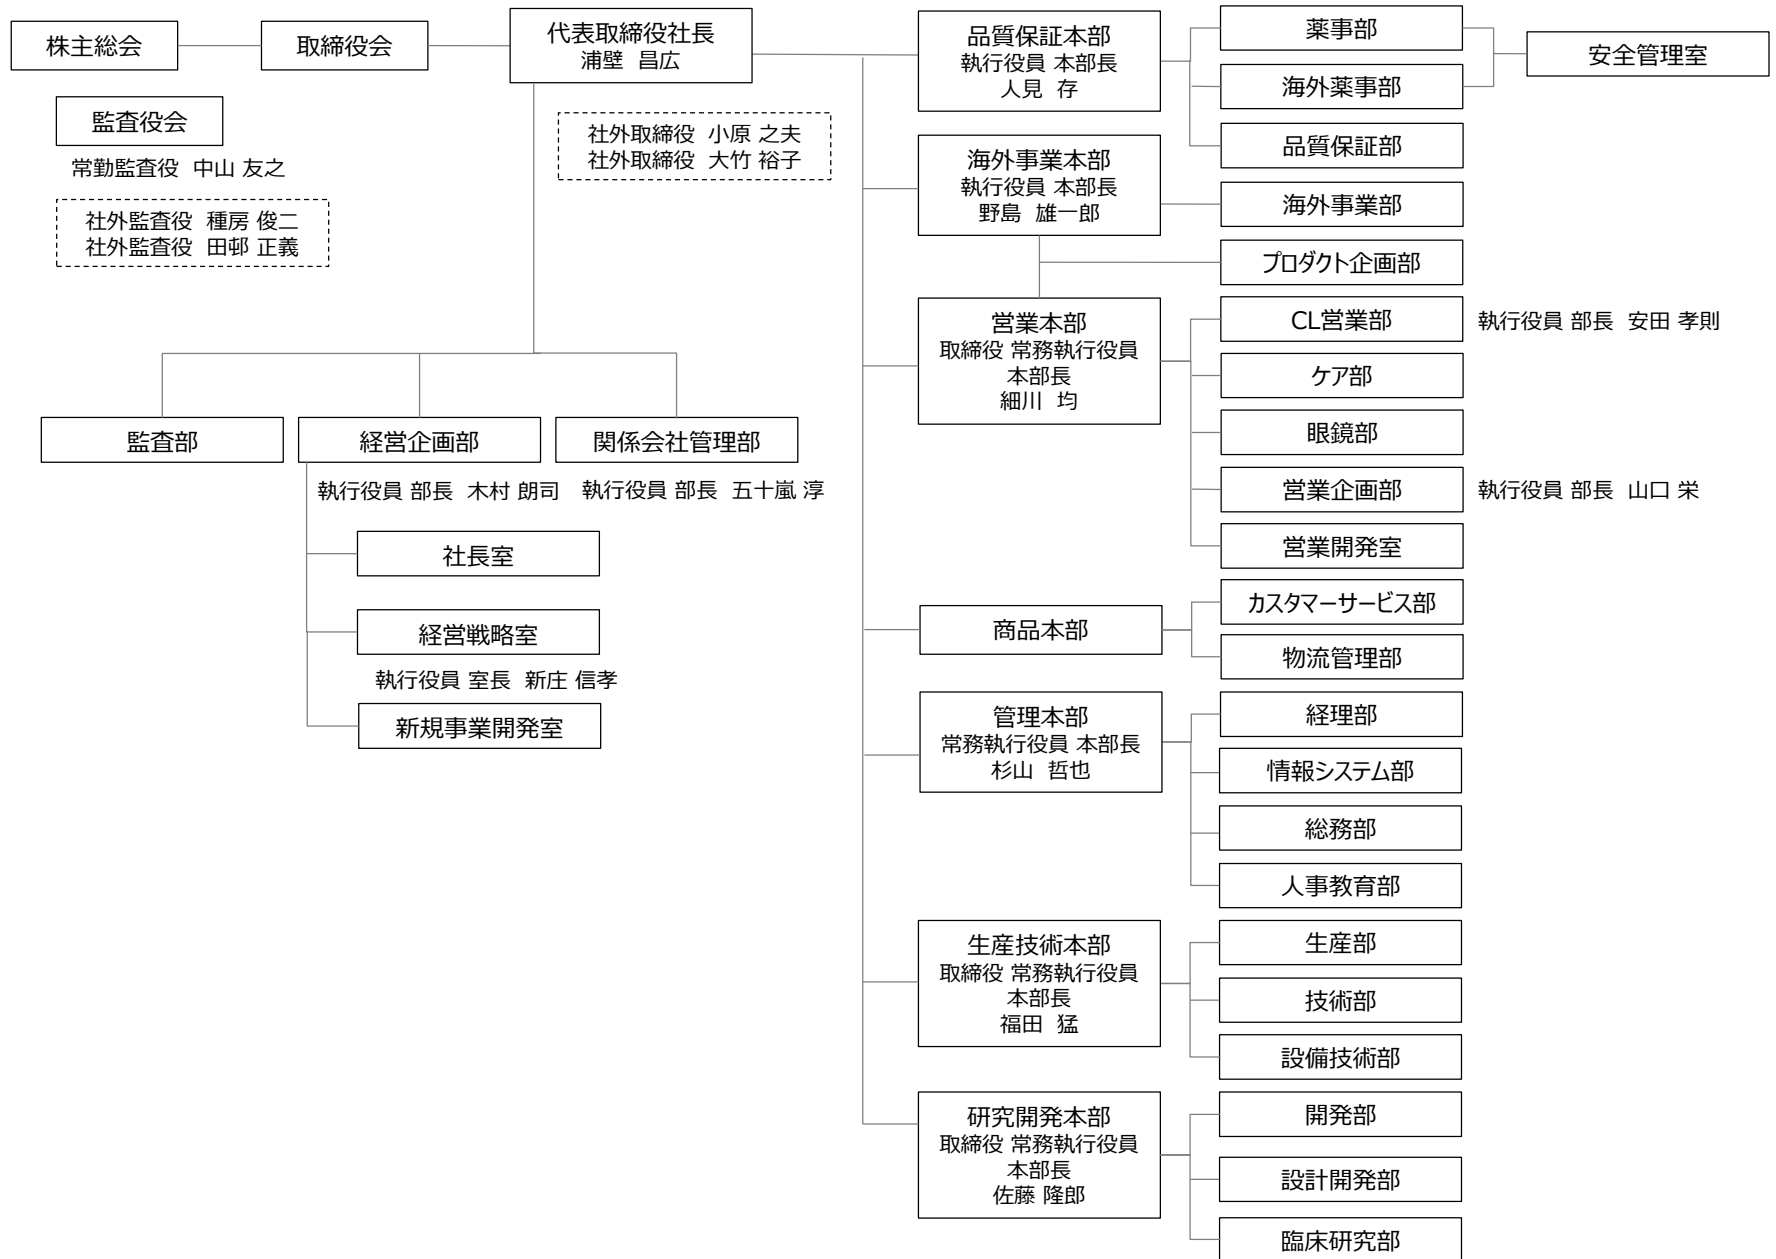 株主総会
取締役会
代表取締役社長
浦壁 昌広
監査役会
常勤監査役 中山 友之
社外監査役 種房 俊二
社外監査役 田邨 正義
社外取締役 小原 之夫
社外取締役 大竹 裕子
監査部
経営企画部
執行役員 部長 木村 朗司
関係会社管理部
執行役員 部長 五十嵐 淳
社長室
経営戦略室
執行役員 室長 新庄 信孝
新規事業開発室
品質保証本部
執行役員 本部長
人見 存
薬事部
海外薬事部
品質保証部
安全管理室
海外事業本部
執行役員 本部長
野島 雄一郎
海外事業部
プロダクト企画部
営業本部
取締役 常務執行役員
本部長
細川 均
CL営業部
執行役員 部長 安田 孝則
ケア部
眼鏡部
営業企画部
執行役員 部長 山口 栄
営業開発室
商品本部
カスタマーサービス部
物流管理部
管理本部
常務執行役員 本部長
杉山 哲也
経理部
情報システム部
総務部
人事教育部
生産技術本部
取締役 常務執行役員
本部長
福田 猛
生産部
技術部
設備技術部
研究開発本部
取締役 常務執行役員
本部長
佐藤 隆郎
開発部
設計開発部
臨床研究部